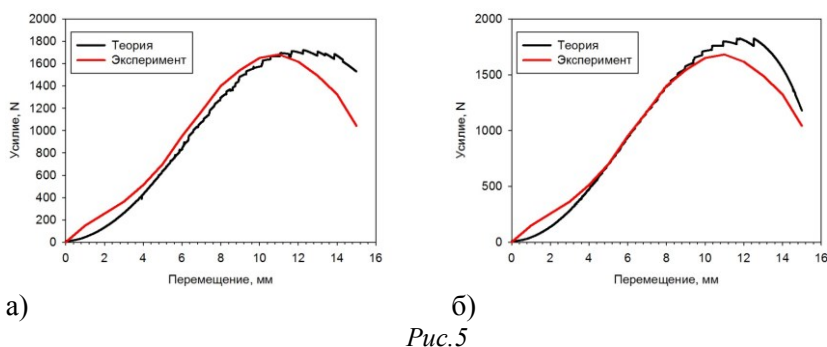 2000
1800
1600
1400
1200
1000
800
600
400
200
0
Усилие, N
Теория
Эксперимент
0 2 4 6 8 10 12 14 16
Перемещение, мм
2000
1500
1000
500
0
Усилие, N
Теория
Эксперимент
0 2 4 6 8 10 12 14 16
Перемещение, мм
а) б)
Рис.5